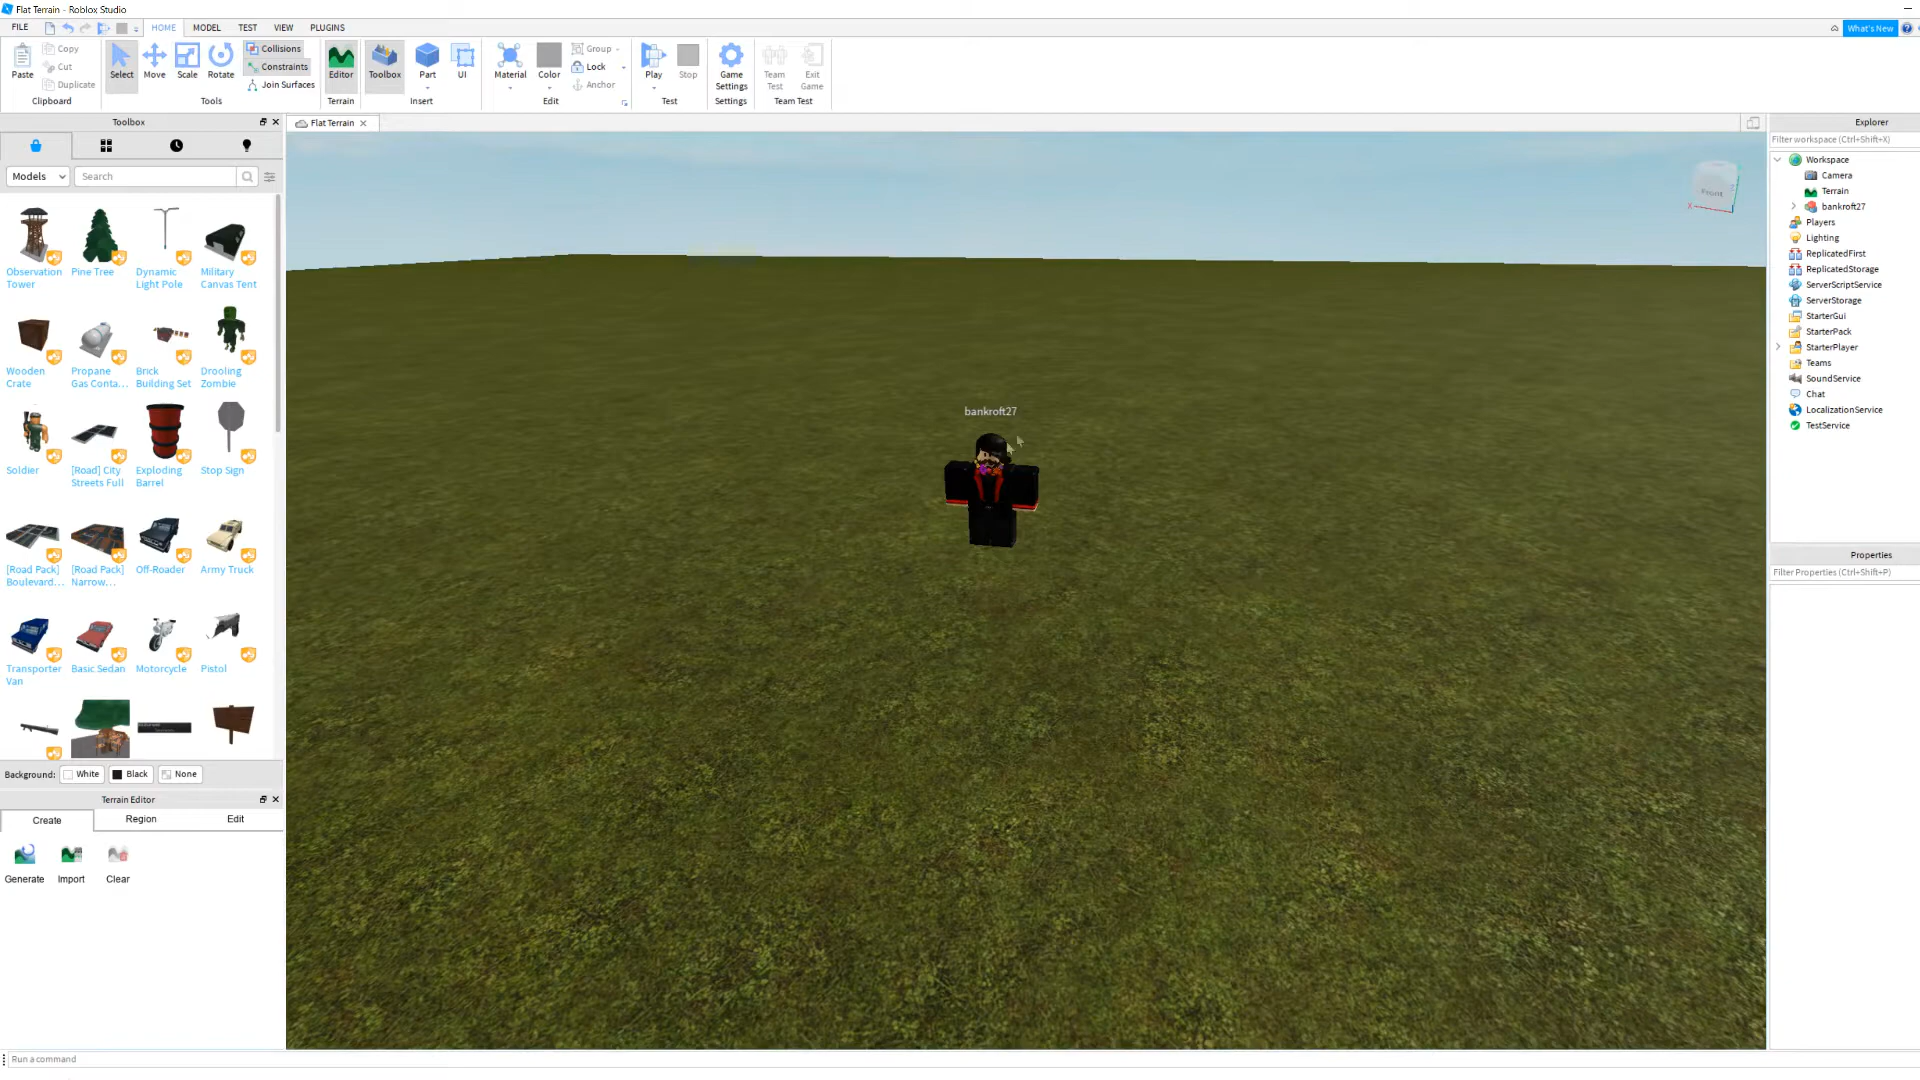 Flat Terrain - Roblox Studio
FILE
HOME
MODEL
TEST
VIEW
PLUGINS
What's New
?
Paste
Copy
Cut
Duplicate
Clipboard
Select
Move
Scale
Rotate
Collisions
Constraints
Join Surfaces
Tools
Editor
Terrain
Toolbox
Part
UI
Insert
Material
Color
Group
Lock
Anchor
Edit
Play
Stop
Test
Game
Settings
Settings
Team
Test
Exit
Game
Team Test
Toolbox
Models
Search
Observation
Tower
Pine Tree
Dynamic
Light Pole
Military
Canvas Tent
Wooden
Crate
Propane
Gas Conta...
Brick
Building Set
Drooling
Zombie
Soldier
[Road] City
Streets Full
Exploding
Barrel
Stop Sign
[Road Pack]
Boulevard...
[Road Pack]
Narrow...
Off-Roader
Army Truck
Transporter
Van
Basic Sedan
Motorcycle
Pistol
Background:
White
Black
None
Terrain Editor
Create
Region
Edit
Generate
Import
Clear
Run a command
Flat Terrain
Front
X
bankroft27
Explorer
Filter workspace (Ctrl+Shift+X)
Workspace
Camera
Terrain
bankroft27
Players
Lighting
ReplicatedFirst
ReplicatedStorage
ServerScriptService
ServerStorage
StarterGui
StarterPack
StarterPlayer
Teams
SoundService
Chat
LocalizationService
TestService
Properties
Filter Properties (Ctrl+Shift+P)